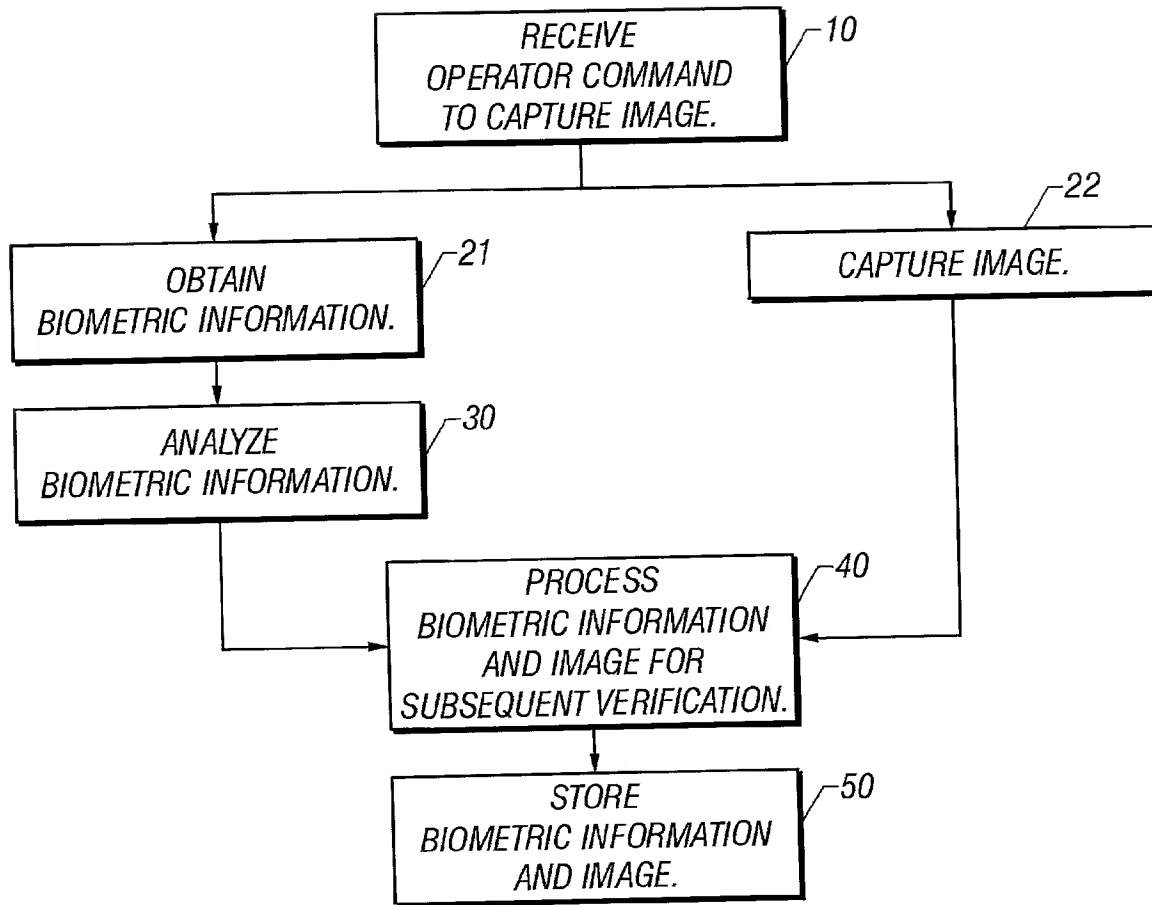 RECEIVE
OPERATOR COMMAND
TO CAPTURE IMAGE.
10
OBTAIN
BIOMETRIC INFORMATION.
21
CAPTURE IMAGE.
22
ANALYZE
BIOMETRIC INFORMATION.
30
PROCESS
BIOMETRIC INFORMATION
AND IMAGE FOR
SUBSEQUENT VERIFICATION.
40
STORE
BIOMETRIC INFORMATION
AND IMAGE.
50